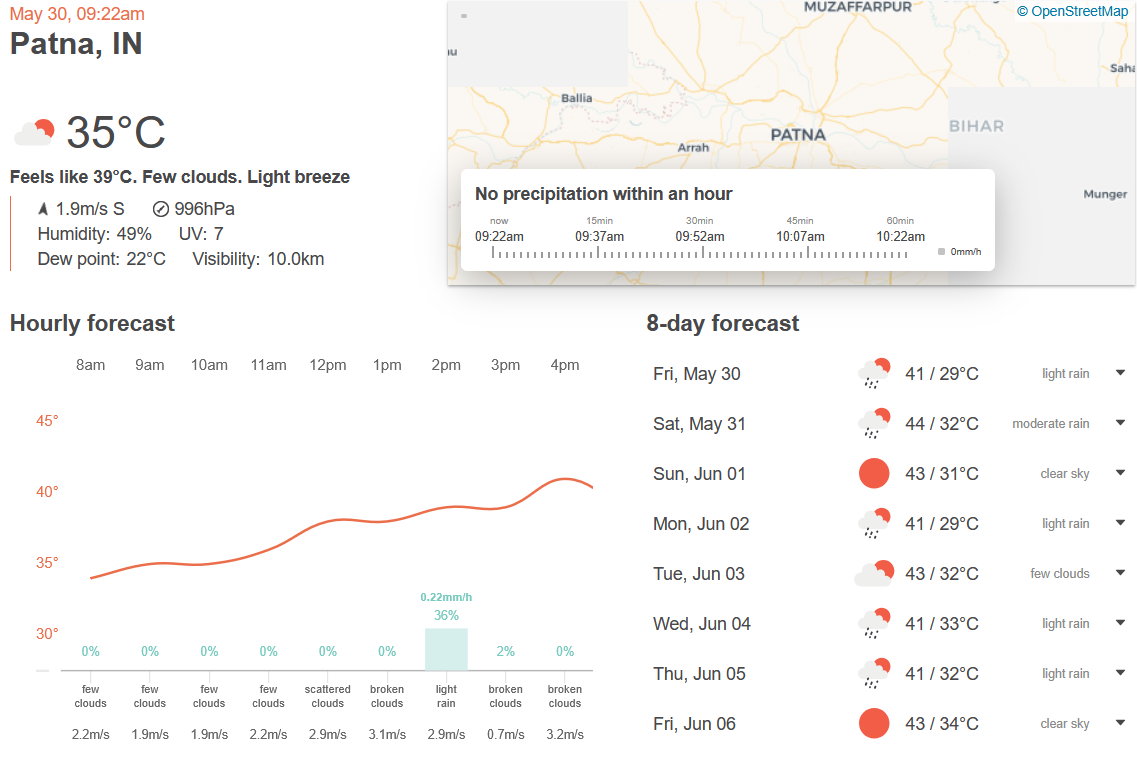 May 30, 09:22am
Patna, IN
35°C
Feels like 39°C. Few clouds. Light breeze
1.9m/s S 996hPa
Humidity: 49% UV: 7
Dew point: 22°C Visibility: 10.0km
MUZAFFARPUR
© OpenStreetMap
au
Saha
Ballia
BIHAR
PATNA
Arrah
Munger
No precipitation within an hour
now 15min 30min 45min 60min
09:22am 09:37am 09:52am 10:07am 10:22am
0mm/h
Hourly forecast
8am 9am 10am 11am 12pm 1pm 2pm 3pm 4pm
45°
40°
35°
30°
0.22mm/h
36%
0% 0% 0% 0% 0% 0% 2% 0%
few clouds few clouds few clouds few clouds scattered clouds broken clouds light rain broken clouds broken clouds
2.2m/s 1.9m/s 1.9m/s 2.2m/s 2.9m/s 3.1m/s 2.9m/s 0.7m/s 3.2m/s
8-day forecast
Fri, May 30 41 / 29°C light rain
Sat, May 31 44 / 32°C moderate rain
Sun, Jun 01 43 / 31°C clear sky
Mon, Jun 02 41 / 29°C light rain
Tue, Jun 03 43 / 32°C few clouds
Wed, Jun 04 41 / 33°C light rain
Thu, Jun 05 41 / 32°C light rain
Fri, Jun 06 43 / 34°C clear sky